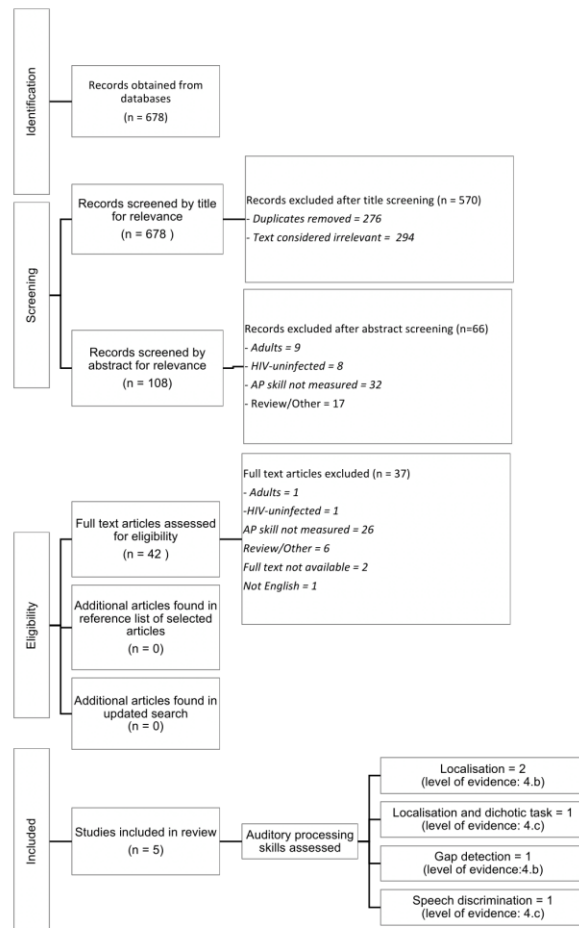 Identification
Records obtained from
databases
(n = 678)
Screening
Records screened by title
for relevance
(n = 678 )
Records excluded after title screening (n = 570)
- Duplicates removed = 276
- Text considered irrelevant = 294
Records screened by
abstract for relevance
(n = 108)
Records excluded after abstract screening (n=66)
- Adults = 9
- HIV-uninfected = 8
- AP skill not measured = 32
- Review/Other = 17
Eligibility
Full text articles assessed
for eligibility
(n = 42 )
Full text articles excluded (n = 37)
- Adults = 1
-HIV-uninfected = 1
AP skill not measured = 26
Review/Other = 6
Full text not available = 2
Not English = 1
Additional articles found in
reference list of selected
articles
(n = 0)
Additional articles found in
updated search
(n = 0)
Included
Studies included in review
(n = 5)
Auditory processing
skills assessed
Localisation = 2
(level of evidence: 4.b)
Localisation and dichotic task = 1
(level of evidence: 4.c)
Gap detection = 1
(level of evidence:4.b)
Speech discrimination = 1
(level of evidence: 4.c)